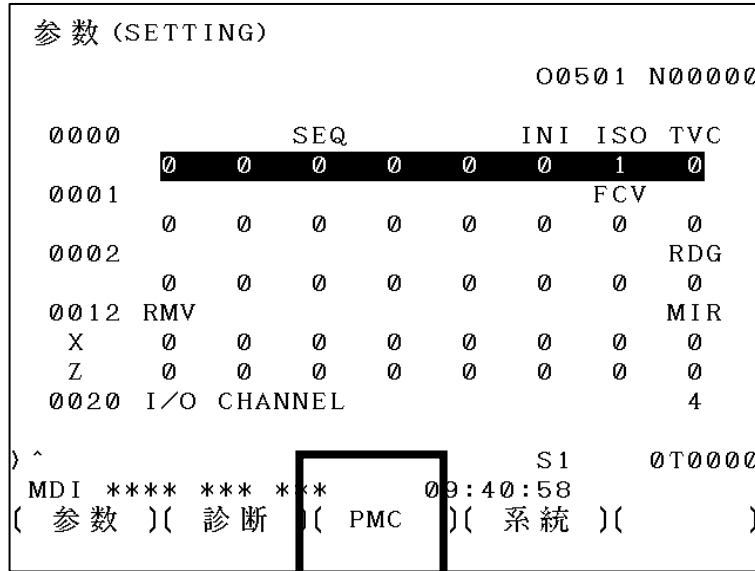 参数 (SETTING)
O0501 N00000
0000 SEQ INI ISO TVC
0 0 0 0 0 0 1 0
0001 FCV
0 0 0 0 0 0 0 0
0002 RDG
0 0 0 0 0 0 0 0
0012 RMV MIR
X 0 0 0 0 0 0 0 0
Z 0 0 0 0 0 0 0 0
0020 I/O CHANNEL 4
) ^
S1 0T0000
MDI **** *** *** 09:40:58
( 参数 )( 診断 )( PMC )( 系統 )( )